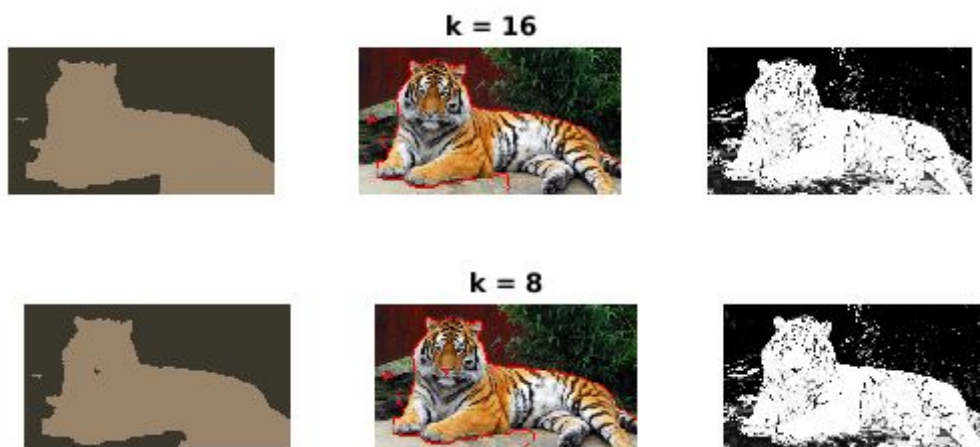 k = 16
k = 8